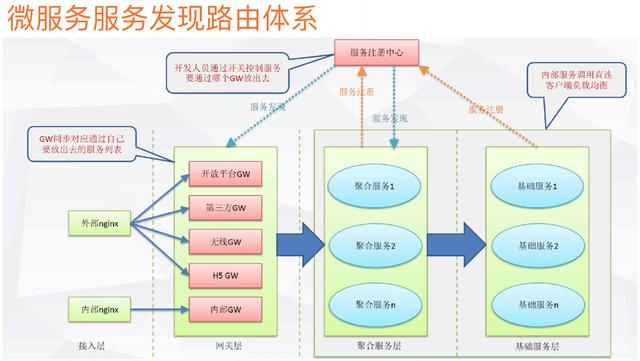 微服务服务发现路由体系
服务注册中心
开发人员通过开关控制服务
要通过哪个GW放出去
内部服务调用直连
客户端负载均衡
服务发现
服务注册
服务发现
服务注册
GW同步对应通过自己
要放出去的服务列表
开放平台GW
第三方GW
无线GW
H5 GW
内部GW
外部nginx
内部nginx
聚合服务1
聚合服务2
聚合服务n
基础服务1
基础服务2
基础服务n
接入层
网关层
聚合服务层
基础服务层